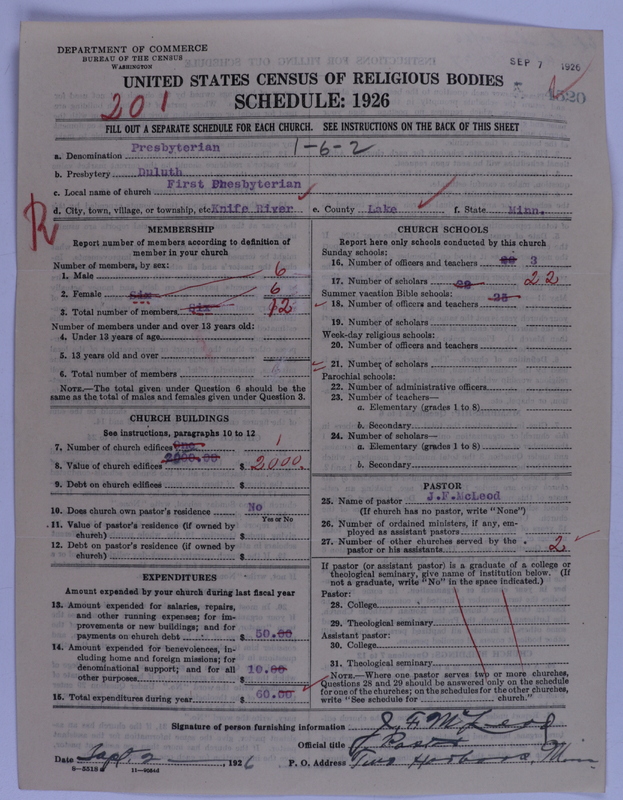 DEPARTMENT OF COMMERCE
BUREAU OF THE CENSUS
WASHINGTON
SEP 7 1926
UNITED STATES CENSUS OF RELIGIOUS BODIES
201
SCHEDULE: 1926
FILL OUT A SEPARATE SCHEDULE FOR EACH CHURCH. SEE INSTRUCTIONS ON THE BACK OF THIS SHEET
1-6-2
a. Denomination Presbyterian
b. Presbytery Duluth
c. Local name of church First Presbyterian
d. City, town, village, or township, etc. Knife River e. County Lake f. State Minn.
R
MEMBERSHIP
Report number of members according to definition of
member in your church
Number of members, by sex:
1. Male 6
2. Female Six 6
3. Total number of members Six 12
Number of members under and over 13 years old:
4. Under 13 years of age
5. 13 years old and over
6. Total number of members
NOTE.—The total given under Question 6 should be the
same as the total of males and females given under Question 3.
CHURCH BUILDINGS
See instructions, paragraphs 10 to 12
7. Number of church edifices One 1
8. Value of church edifices 2000.00 $ 2000.
9. Debt on church edifices $
10. Does church own pastor's residence No
Yes or No
11. Value of pastor's residence (if owned by
church) $
12. Debt on pastor's residence (if owned by
church) $
EXPENDITURES
Amount expended by your church during last fiscal year
13. Amount expended for salaries, repairs,
and other running expenses; for im-
provements or new buildings; and for
payments on church debt $ 50.00
14. Amount expended for benevolences, in-
cluding home and foreign missions; for
denominational support; and for all
other purposes $ 10.00
15. Total expenditures during year $ 60.00
CHURCH SCHOOLS
Report here only schools conducted by this church
Sunday schools:
16. Number of officers and teachers 3
17. Number of scholars 22
Summer vacation Bible schools: 25
18. Number of officers and teachers
19. Number of scholars
Week-day religious schools:
20. Number of officers and teachers
21. Number of scholars
Parochial schools:
22. Number of administrative officers
23. Number of teachers—
a. Elementary (grades 1 to 8)
b. Secondary
24. Number of scholars—
a. Elementary (grades 1 to 8)
b. Secondary
PASTOR
25. Name of pastor J.F.McLeod
(If church has no pastor, write "None")
26. Number of ordained ministers, if any, em-
ployed as assistant pastors
27. Number of other churches served by the
pastor or his assistants 2
If pastor (or assistant pastor) is a graduate of a college or
theological seminary, give name of institution below. (If
not a graduate, write "No" in the space indicated.)
Pastor:
28. College
29. Theological seminary
Assistant pastor:
30. College
31. Theological seminary
NOTE.—Where one pastor serves two or more churches,
Questions 28 and 29 should be answered only on the schedule
for one of the churches; on the schedules for the other churches,
write "See schedule for church."
Signature of person furnishing information J. F. McLeod
Official title Pastor
Date Sept. 2 1926 P. O. Address Two Harbors, Minn
8-5218 11-9084d